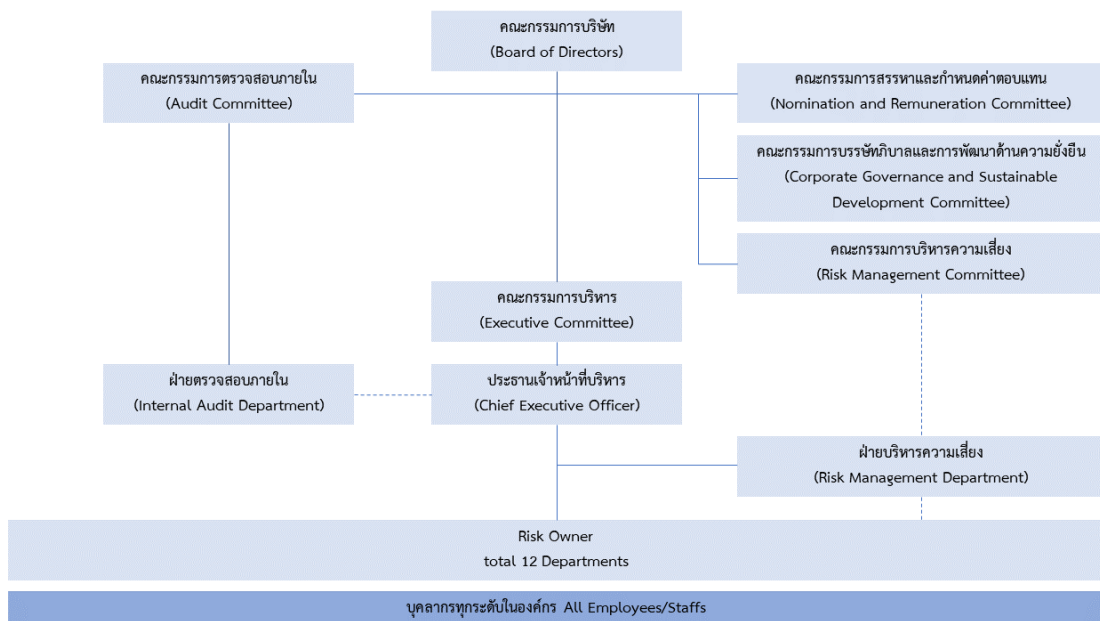 คณะกรรมการบริษัท
(Board of Directors)
คณะกรรมการตรวจสอบภายใน
(Audit Committee)
คณะกรรมการสรรหาและกำหนดค่าตอบแทน
(Nomination and Remuneration Committee)
คณะกรรมการบรรษัทภิบาลและการพัฒนาด้านความยั่งยืน
(Corporate Governance and Sustainable
Development Committee)
คณะกรรมการบริหารความเสี่ยง
(Risk Management Committee)
คณะกรรมการบริหาร
(Executive Committee)
ฝ่ายตรวจสอบภายใน
(Internal Audit Department)
ประธานเจ้าหน้าที่บริหาร
(Chief Executive Officer)
ฝ่ายบริหารความเสี่ยง
(Risk Management Department)
Risk Owner
total 12 Departments
บุคลากรทุกระดับในองค์กร All Employees/Staffs